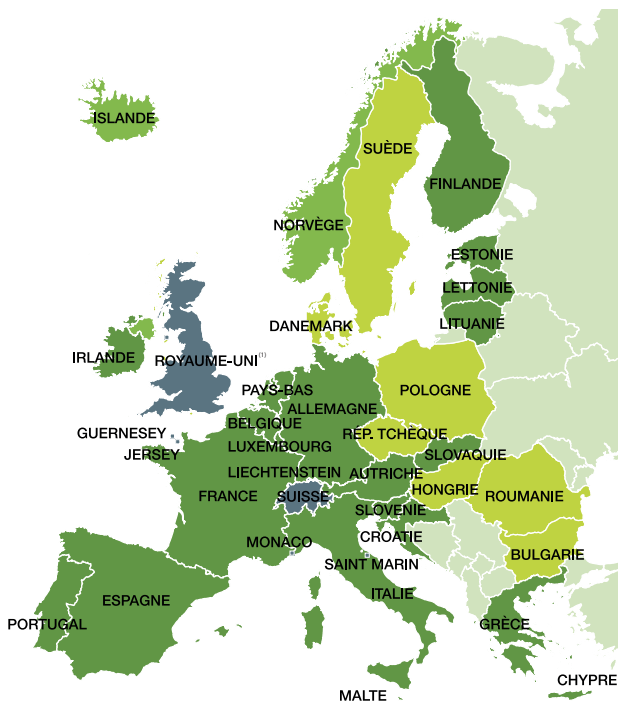 ISLANDE
SUÈDE
FINLANDE
NORVÈGE
ESTONIE
LETTONIE
LITUANIE
DANEMARK
IRLANDE
ROYAUME-UNI(1)
PAYS-BAS
POLOGNE
ALLEMAGNE
BELGIQUE
GUERNESEY
RÉP. TCHÈQUE
JERSEY
LUXEMBOURG
SLOVAQUIE
LIECHTENSTEIN
AUTRICHE
FRANCE
SUISSE
HONGRIE
ROUMANIE
SLOVENIE
MONACO
CROATIE
BULGARIE
SAINT MARIN
ESPAGNE
ITALIE
PORTUGAL
GRÈCE
CHYPRE
MALTE